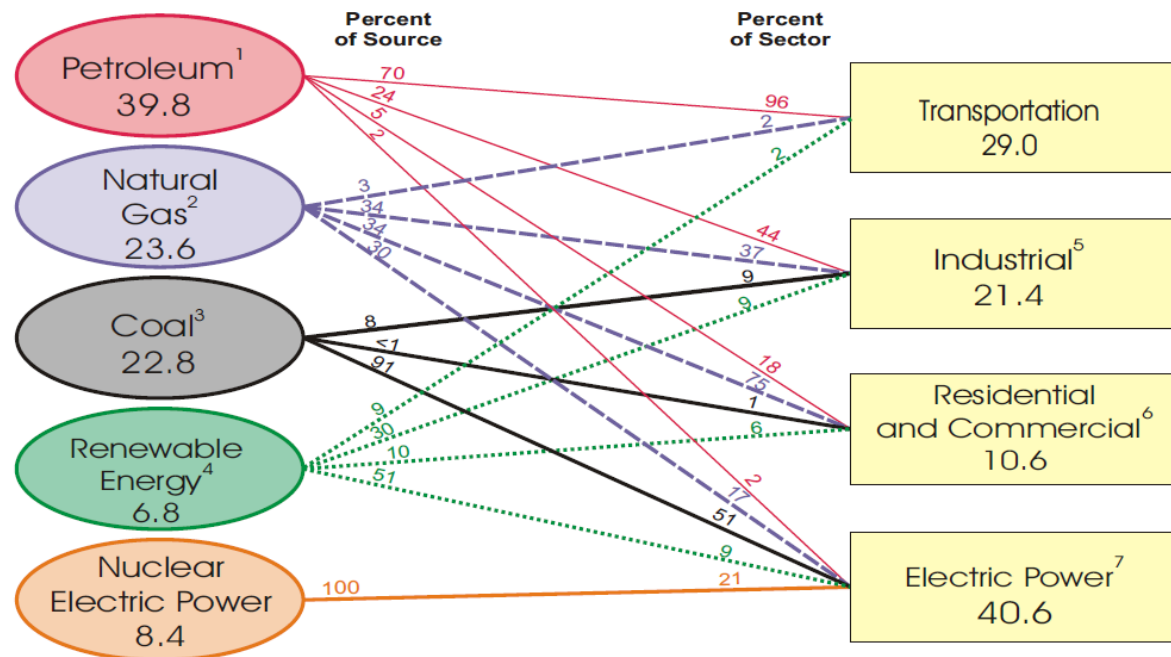 Percent
of Source
Percent
of Sector
Petroleum¹
39.8
Natural
Gas²
23.6
Coal³
22.8
Renewable
Energy⁴
6.8
Nuclear
Electric Power
8.4
70
24
5
2
3
34
34
30
8
<1
91
9
30
10
51
100
96
2
2
44
37
9
9
18
75
1
6
2
17
51
9
21
Transportation
29.0
Industrial⁵
21.4
Residential
and Commercial⁶
10.6
Electric Power⁷
40.6